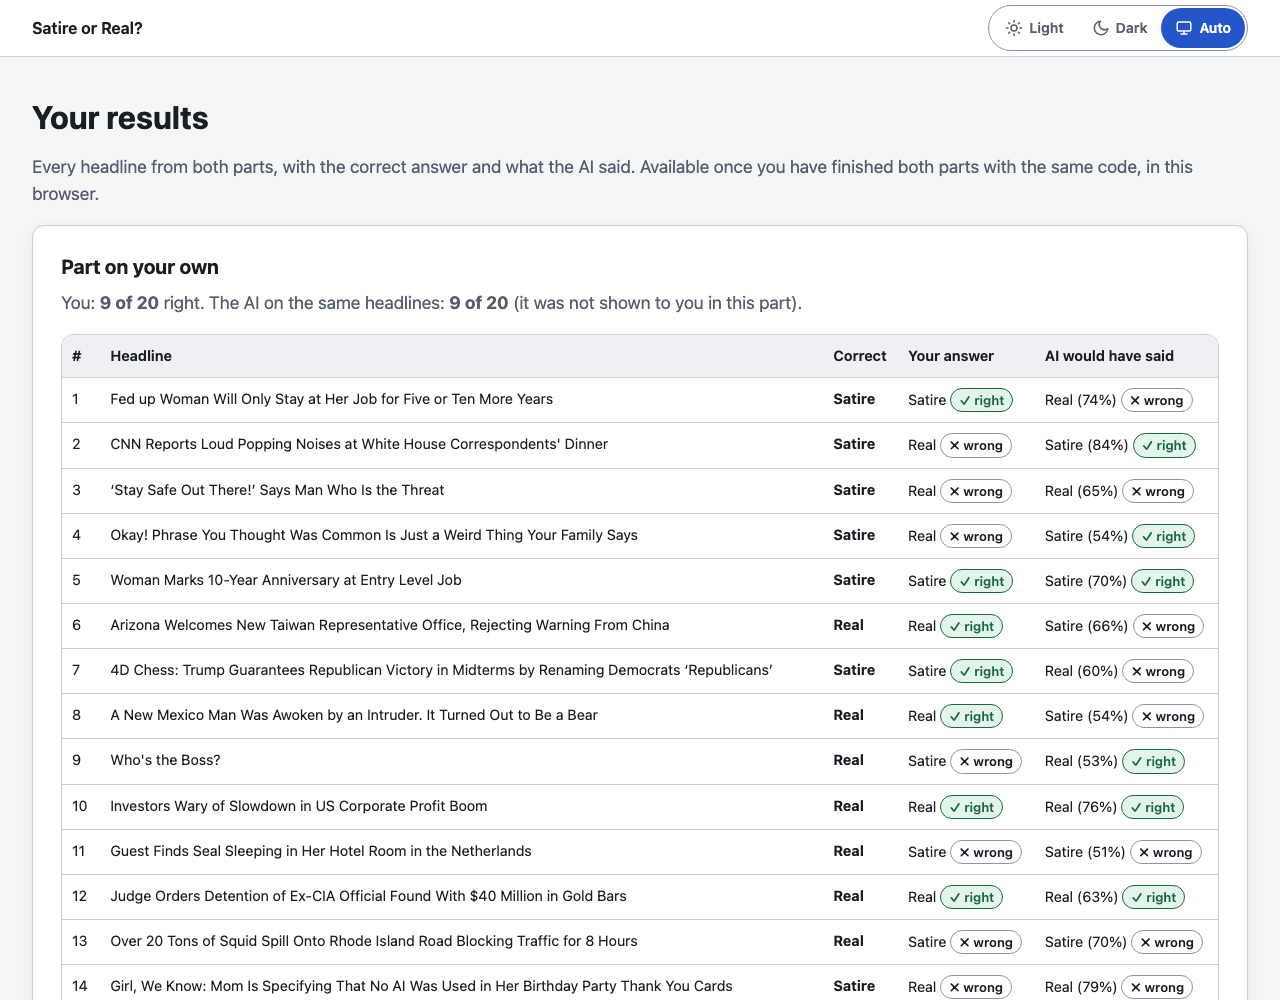 Satire or Real?
Light
Dark
Auto
Your results
Every headline from both parts, with the correct answer and what the AI said. Available once you have finished both parts with the same code, in this
browser.
Part on your own
You: 9 of 20 right. The AI on the same headlines: 9 of 20 (it was not shown to you in this part).
# Headline Correct Your answer AI would have said
1 Fed up Woman Will Only Stay at Her Job for Five or Ten More Years Satire Satire ✓ right Real (74%) ✕ wrong
2 CNN Reports Loud Popping Noises at White House Correspondents' Dinner Satire Real ✕ wrong Satire (84%) ✓ right
3 ‘Stay Safe Out There!’ Says Man Who Is the Threat Satire Real ✕ wrong Real (65%) ✕ wrong
4 Okay! Phrase You Thought Was Common Is Just a Weird Thing Your Family Says Satire Real ✕ wrong Satire (54%) ✓ right
5 Woman Marks 10-Year Anniversary at Entry Level Job Satire Satire ✓ right Satire (70%) ✓ right
6 Arizona Welcomes New Taiwan Representative Office, Rejecting Warning From China Real Real ✓ right Satire (66%) ✕ wrong
7 4D Chess: Trump Guarantees Republican Victory in Midterms by Renaming Democrats ‘Republicans’ Satire Satire ✓ right Real (60%) ✕ wrong
8 A New Mexico Man Was Awoken by an Intruder. It Turned Out to Be a Bear Real Real ✓ right Satire (54%) ✕ wrong
9 Who's the Boss? Real Satire ✕ wrong Real (53%) ✓ right
10 Investors Wary of Slowdown in US Corporate Profit Boom Real Real ✓ right Real (76%) ✓ right
11 Guest Finds Seal Sleeping in Her Hotel Room in the Netherlands Real Satire ✕ wrong Satire (51%) ✕ wrong
12 Judge Orders Detention of Ex-CIA Official Found With $40 Million in Gold Bars Real Real ✓ right Real (63%) ✓ right
13 Over 20 Tons of Squid Spill Onto Rhode Island Road Blocking Traffic for 8 Hours Real Satire ✕ wrong Satire (70%) ✕ wrong
14 Girl, We Know: Mom Is Specifying That No AI Was Used in Her Birthday Party Thank You Cards Satire Real ✕ wrong Real (79%) ✕ wrong